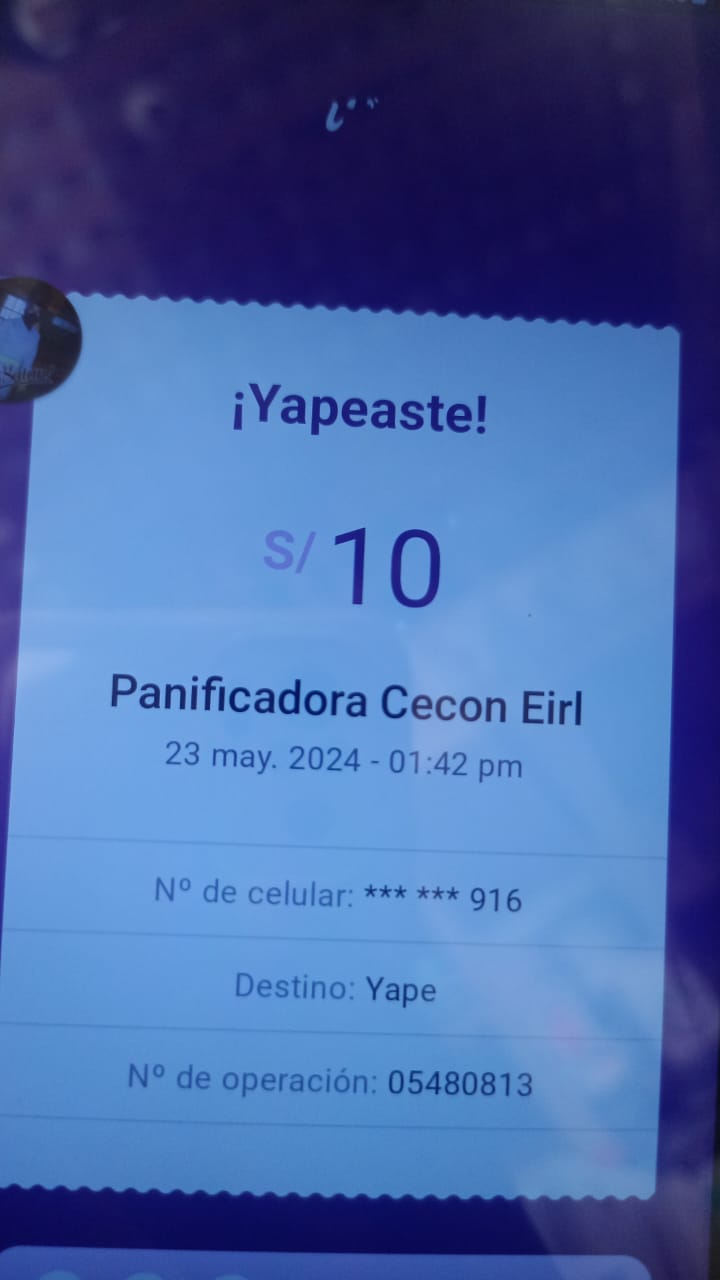 ¡Yapeaste!
S/ 10
Panificadora Cecon Eirl
23 may. 2024 - 01:42 pm
Nº de celular: *** *** 916
Destino: Yape
Nº de operación: 05480813